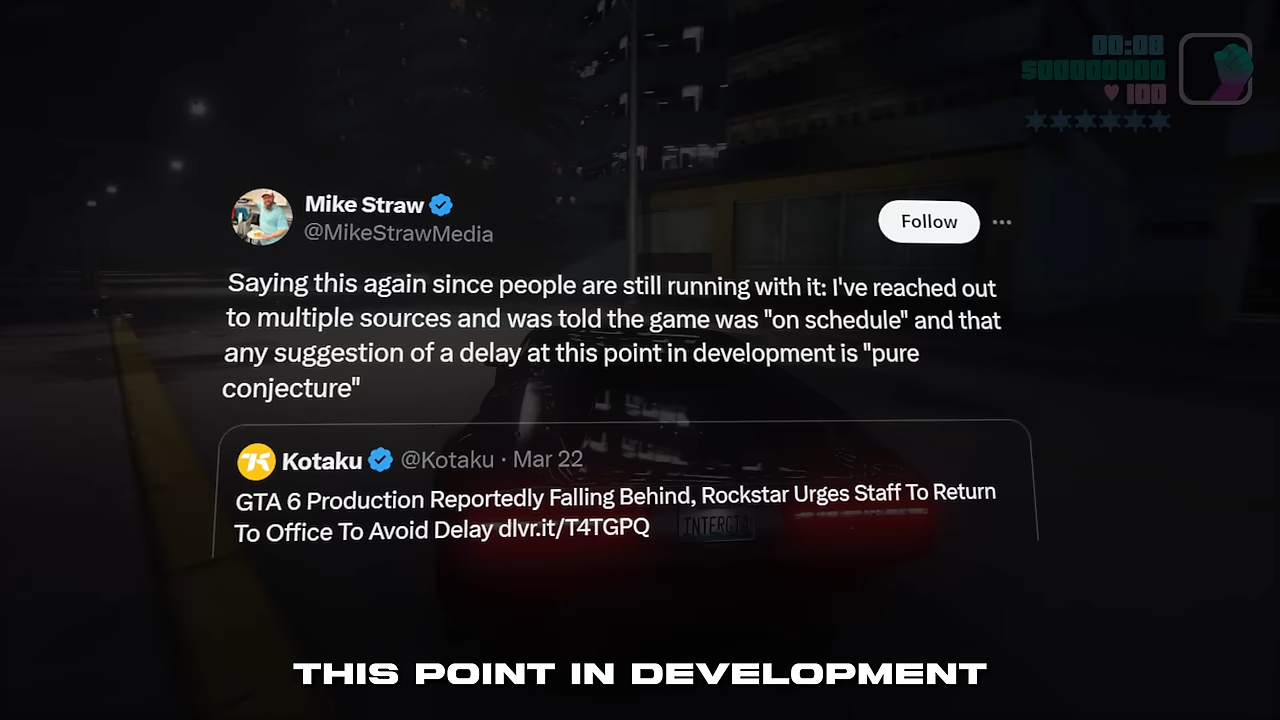 00:08
$00000000
100
Mike Straw
@MikeStrawMedia
Follow
Saying this again since people are still running with it: I've reached out
to multiple sources and was told the game was "on schedule" and that
any suggestion of a delay at this point in development is "pure
conjecture"
Kotaku @Kotaku · Mar 22
GTA 6 Production Reportedly Falling Behind, Rockstar Urges Staff To Return
To Office To Avoid Delay dlvr.it/T4TGPQ
INTERGTA
THIS POINT IN DEVELOPMENT